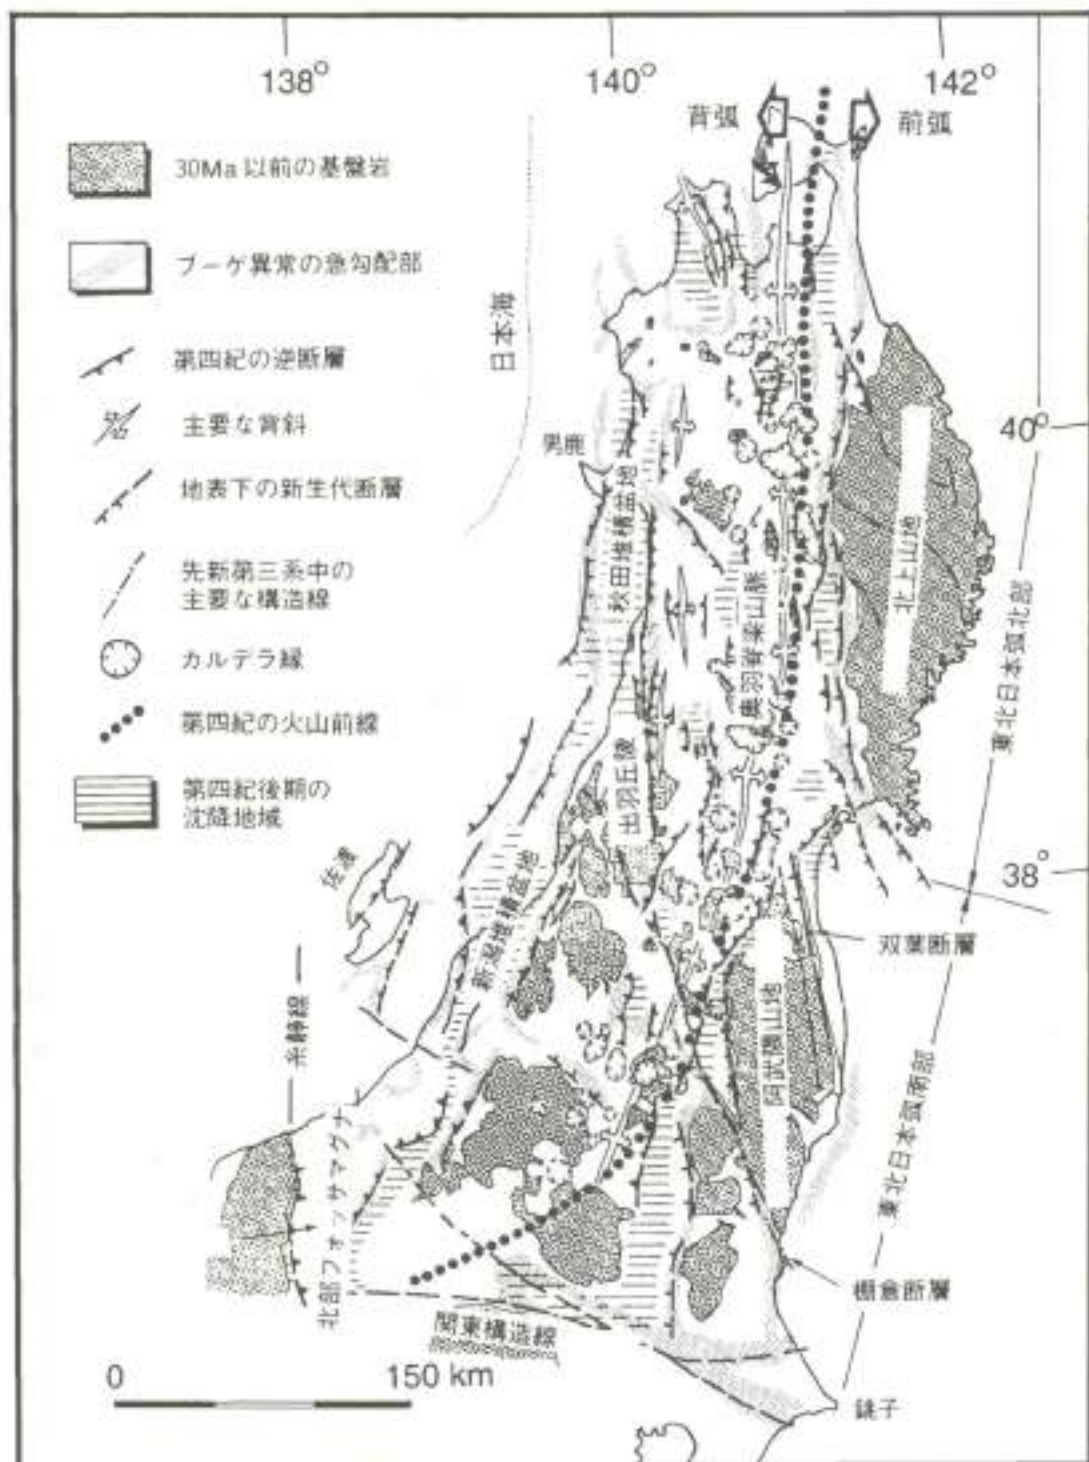 138°
140°
142°
背弧
前弧
30Ma 以前の基盤岩
ブーゲ異常の急勾配部
第四紀の逆断層
主要な背斜
地表下の新生代断層
先新第三系中の
主要な構造線
カルデラ縁
第四紀の火山前線
第四紀後期の
沈降地域
日本海
男鹿
40°
秋田堆積盆地
奥羽脊梁山脈
北上山地
東北日本弧北部
出羽丘陵
佐渡
新潟堆積盆地
38°
双葉断層
糸静線
阿武隈山地
東北日本弧南部
北部フォッサマグナ
棚倉断層
関東構造線
0
150 km
銚子